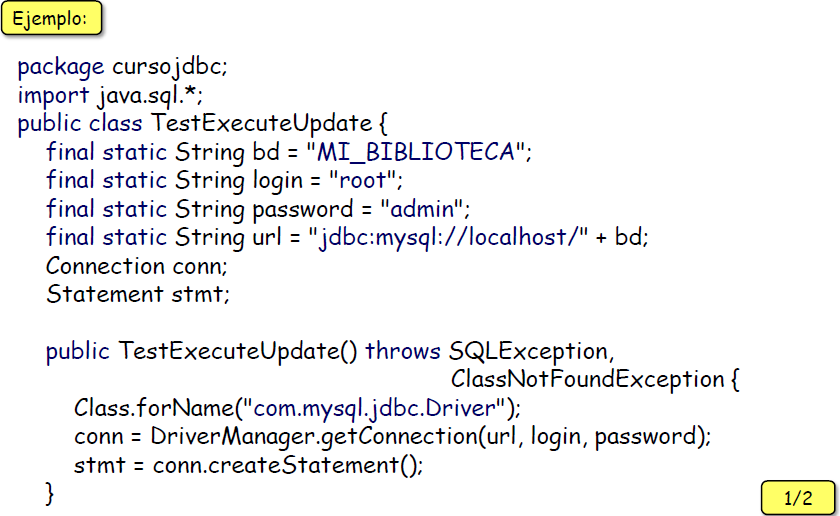 Ejemplo:
package cursojdbc;
import java.sql.*;
public class TestExecuteUpdate {
final static String bd = "MI_BIBLIOTECA";
final static String login = "root";
final static String password = "admin";
final static String url = "jdbc:mysql://localhost/" + bd;
Connection conn;
Statement stmt;
public TestExecuteUpdate() throws SQLException,
ClassNotFoundException {
Class.forName("com.mysql.jdbc.Driver");
conn = DriverManager.getConnection(url, login, password);
stmt = conn.createStatement();
}
1/2